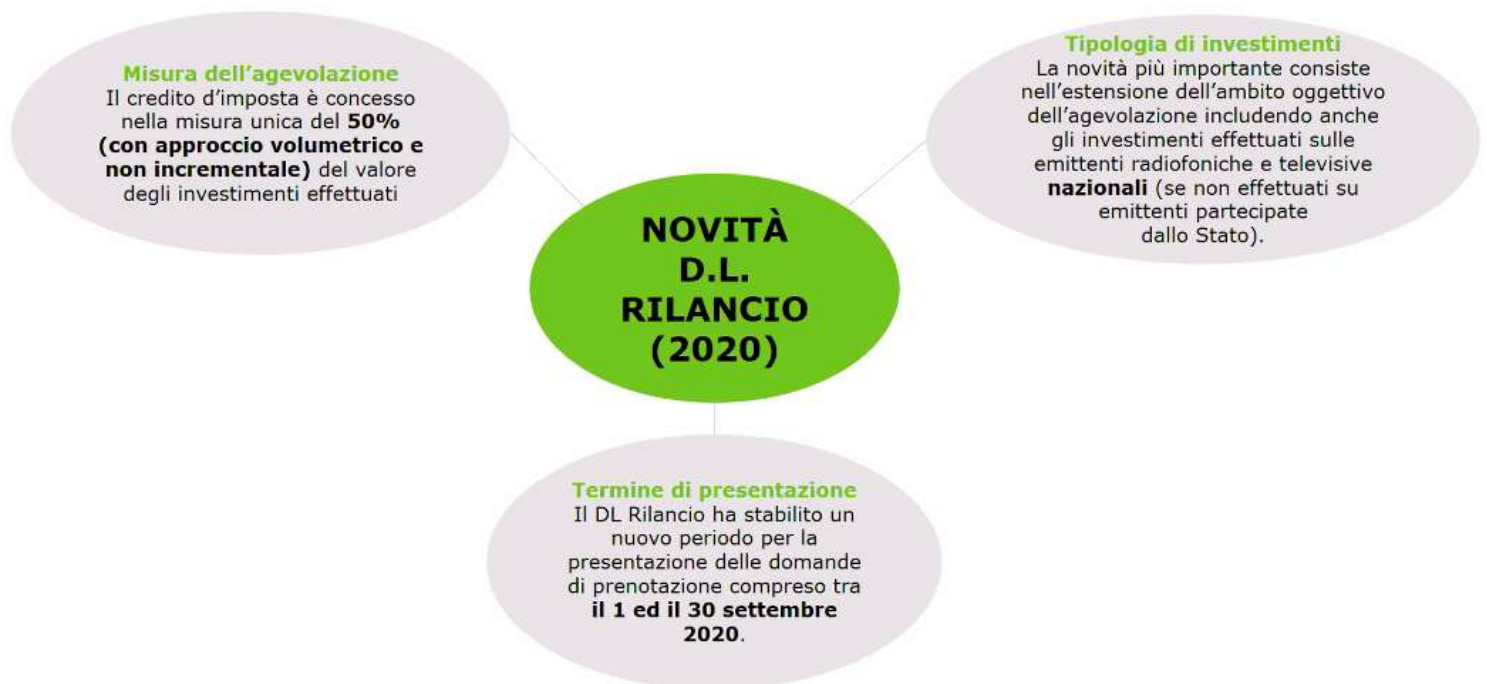 Misura dell'agevolazione
Il credito d'imposta è concesso
nella misura unica del 50%
(con approccio volumetrico e
non incrementale) del valore
degli investimenti effettuati
Tipologia di investimenti
La novità più importante consiste
nell'estensione dell'ambito oggettivo
dell'agevolazione includendo anche
gli investimenti effettuati sulle
emittenti radiofoniche e televisive
nazionali (se non effettuati su
emittenti partecipate
dallo Stato).
NOVITÀ
D.L.
RILANCIO
(2020)
Termine di presentazione
Il DL Rilancio ha stabilito un
nuovo periodo per la
presentazione delle domande
di prenotazione compreso tra
il 1 ed il 30 settembre
2020.